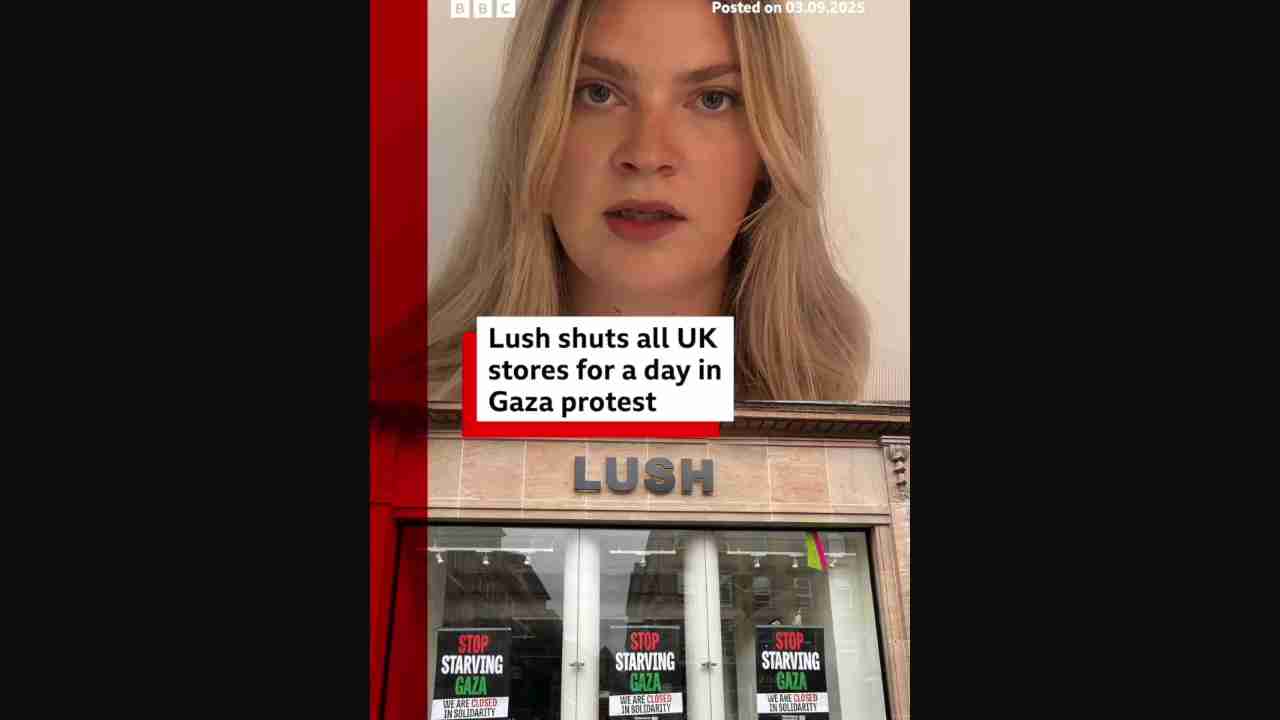 BBC
Posted on 03.09.2025
Lush shuts all UK
stores for a day in
Gaza protest
LUSH
STOP
STARVING
GAZA
WE ARE CLOSED
IN SOLIDARITY
STOP
STARVING
GAZA
WE ARE CLOSED
IN SOLIDARITY
STOP
STARVING
GAZA
WE ARE CLOSED
IN SOLIDARITY